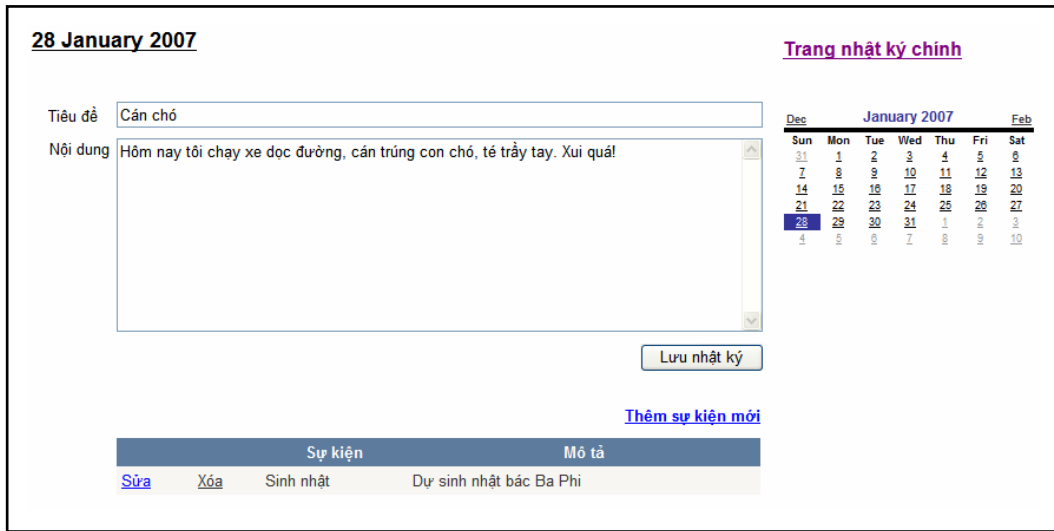 28 January 2007
Trang nhật ký chính
Tiêu đề Cán chó
Nội dung Hôm nay tôi chạy xe dọc đường, cán trúng con chó, té trầy tay. Xui quá!
Dec January 2007 Feb
Sun Mon Tue Wed Thu Fri Sat
31 1 2 3 4 5 6
7 8 9 10 11 12 13
14 15 16 17 18 19 20
21 22 23 24 25 26 27
28 29 30 31 1 2 3
4 5 6 7 8 9 10
Lưu nhật ký
Thêm sự kiện mới
Sự kiện Mô tả
Sửa Xóa Sinh nhật Dự sinh nhật bác Ba Phi